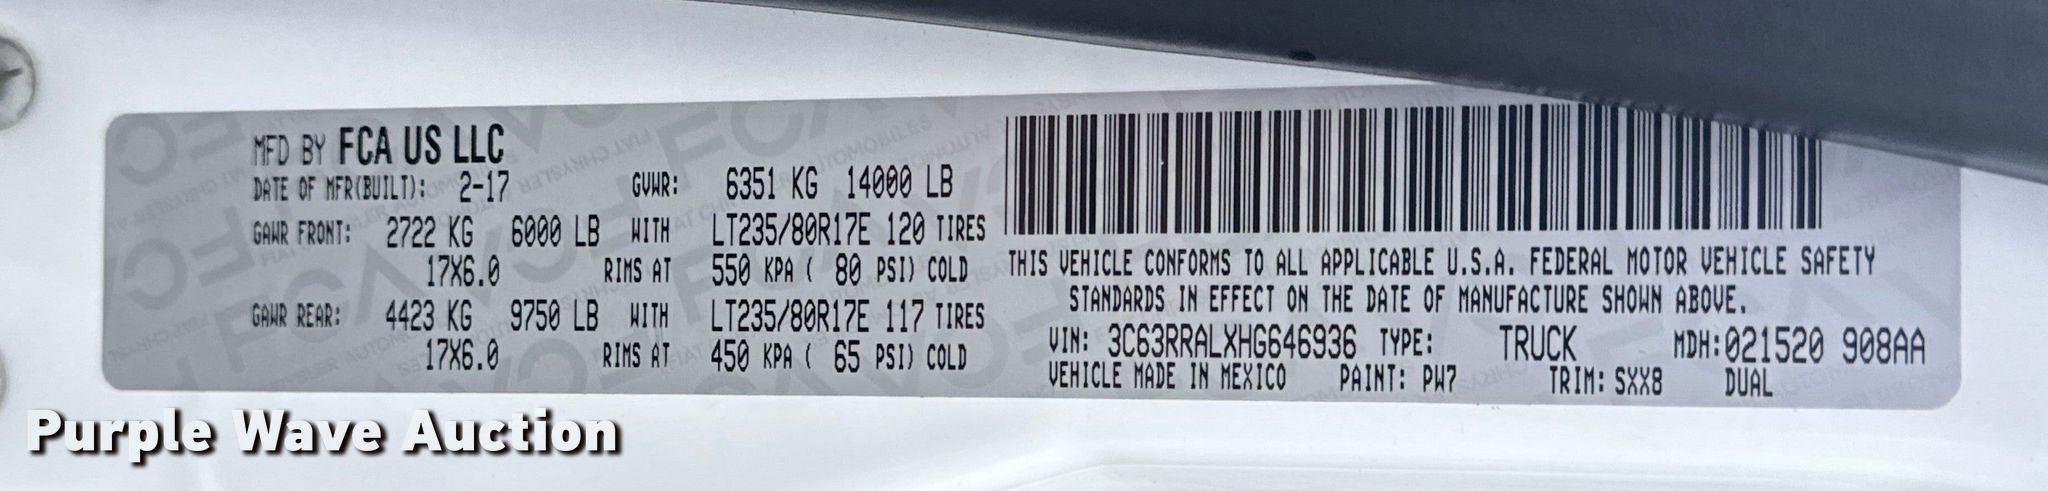 MFD BY FCA US LLC
DATE OF MFR(BUILT): 2-17 GVWR: 6351 KG 14000 LB
GAWR FRONT: 2722 KG 6000 LB WITH LT235/80R17E 120 TIRES
17X6.0 RIMS AT 550 KPA ( 80 PSI) COLD
GAWR REAR: 4423 KG 9750 LB WITH LT235/80R17E 117 TIRES
17X6.0 RIMS AT 450 KPA ( 65 PSI) COLD
THIS VEHICLE CONFORMS TO ALL APPLICABLE U.S.A. FEDERAL MOTOR VEHICLE SAFETY
STANDARDS IN EFFECT ON THE DATE OF MANUFACTURE SHOWN ABOVE.
VIN: 3C63RRALXHG646936 TYPE: TRUCK MDH:021520 908AA
VEHICLE MADE IN MEXICO PAINT: PW7 TRIM: SXX8 DUAL
Purple Wave Auction